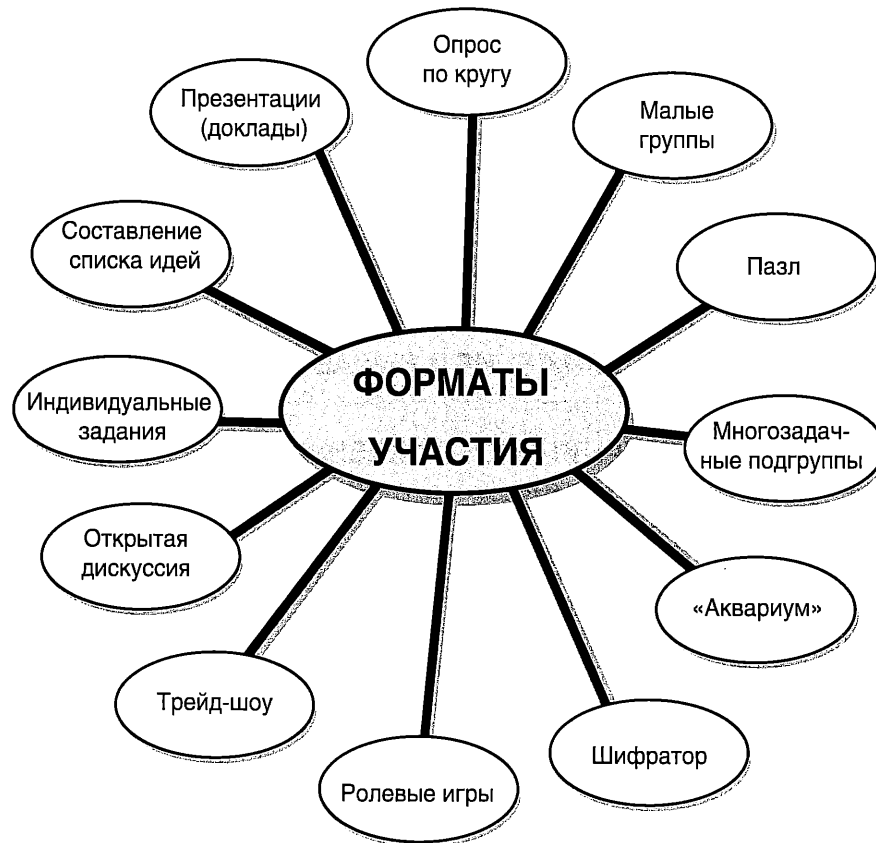 Опрос
по кругу
Малые
группы
Пазл
Многозадач-
ные подгруппы
«Аквариум»
Шифратор
Ролевые игры
Трейд-шоу
Открытая
дискуссия
Индивидуальные
задания
Составление
списка идей
Презентации
(доклады)
ФОРМАТЫ
УЧАСТИЯ